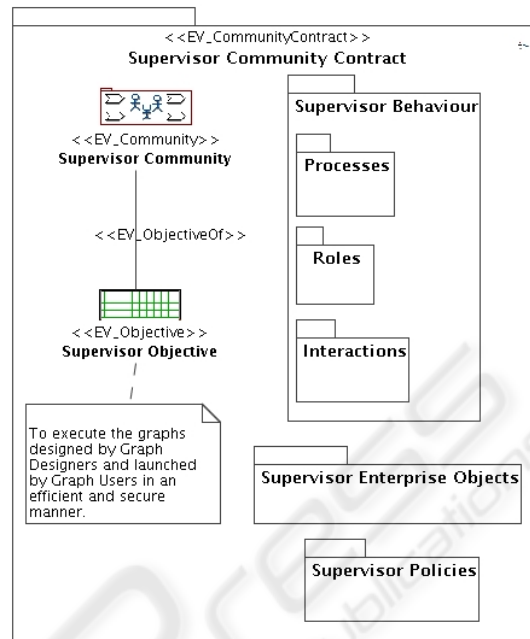 <<EV_CommunityContract>>
Supervisor Community Contract
<<EV_Community>>
Supervisor Community
<<EV_ObjectiveOf>>
<<EV_Objective>>
Supervisor Objective
To execute the graphs
designed by Graph
Designers and launched
by Graph Users in an
efficient and secure
manner.
Supervisor Behaviour
Processes
Roles
Interactions
Supervisor Enterprise Objects
Supervisor Policies